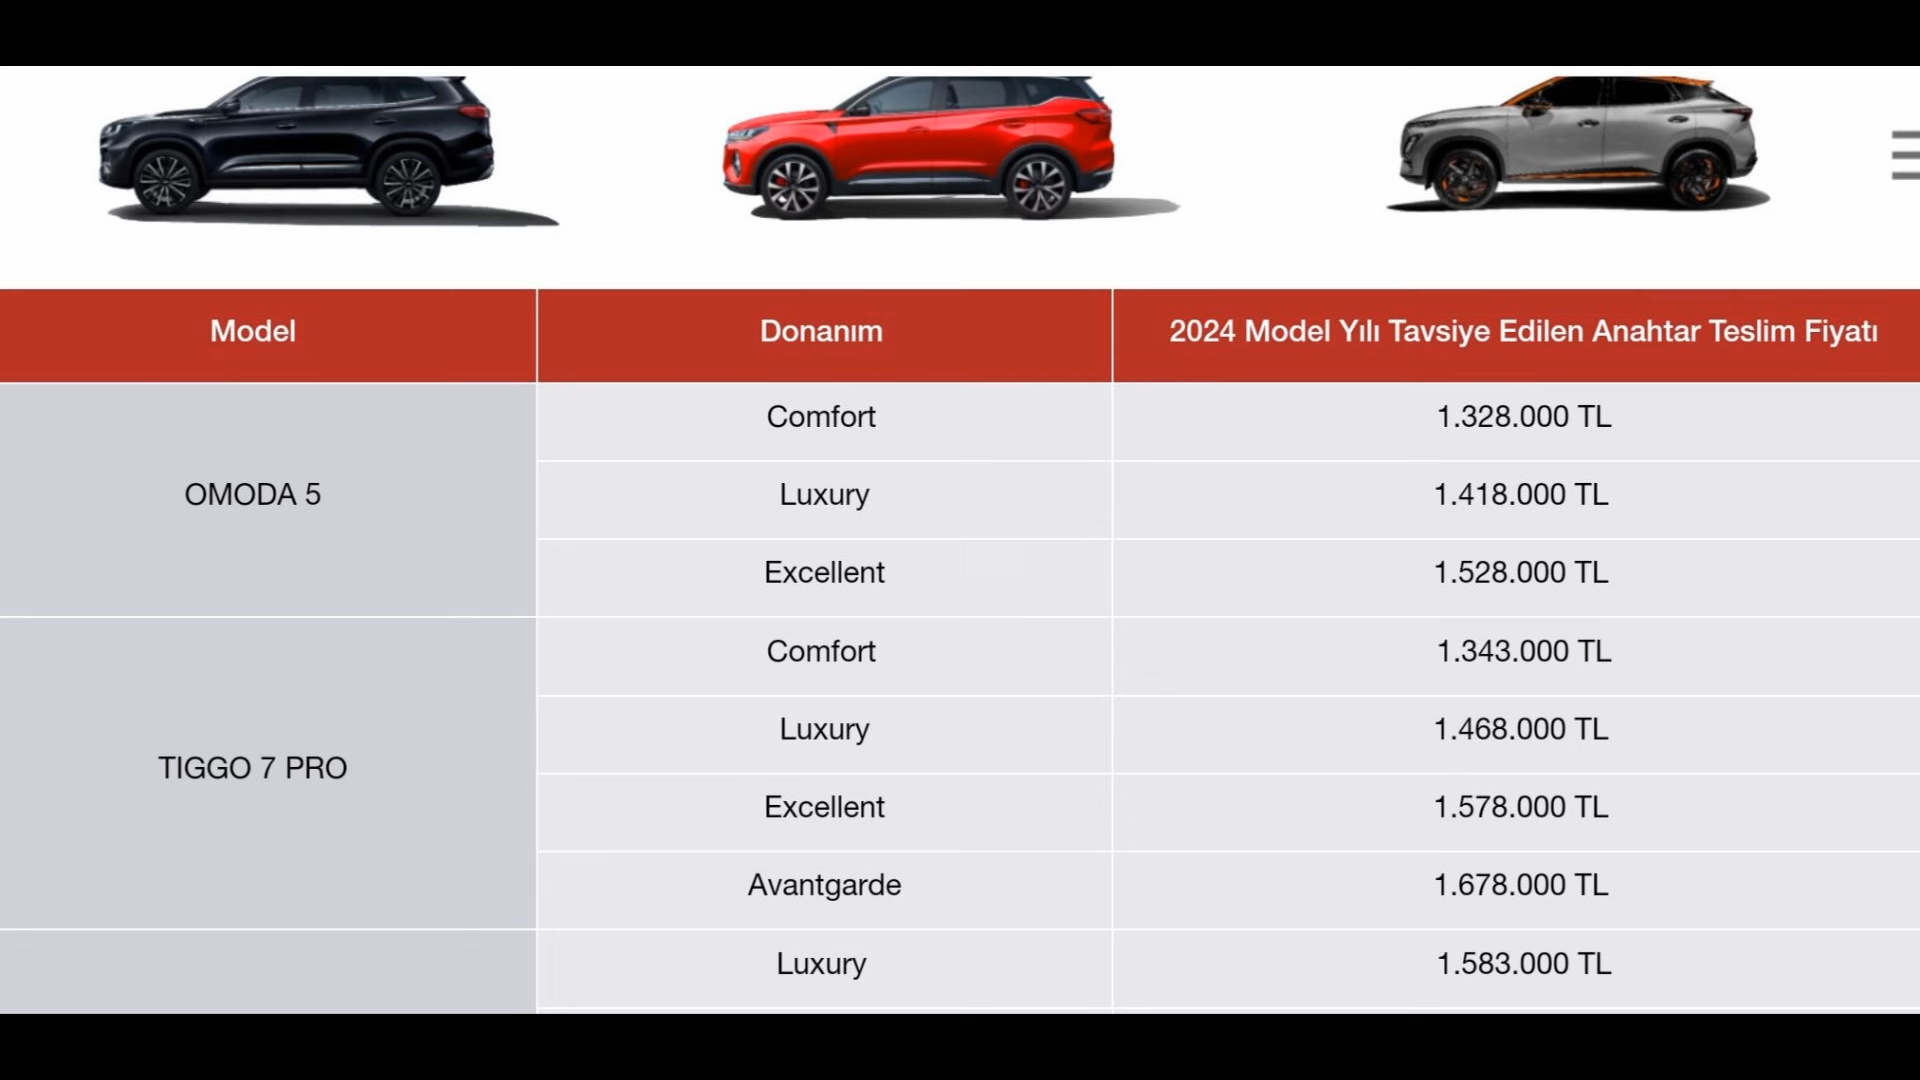 Model Donanım 2024 Model Yılı Tavsiye Edilen Anahtar Teslim Fiyatı
OMODA 5
Comfort 1.328.000 TL
Luxury 1.418.000 TL
Excellent 1.528.000 TL
TIGGO 7 PRO
Comfort 1.343.000 TL
Luxury 1.468.000 TL
Excellent 1.578.000 TL
Avantgarde 1.678.000 TL
Luxury 1.583.000 TL